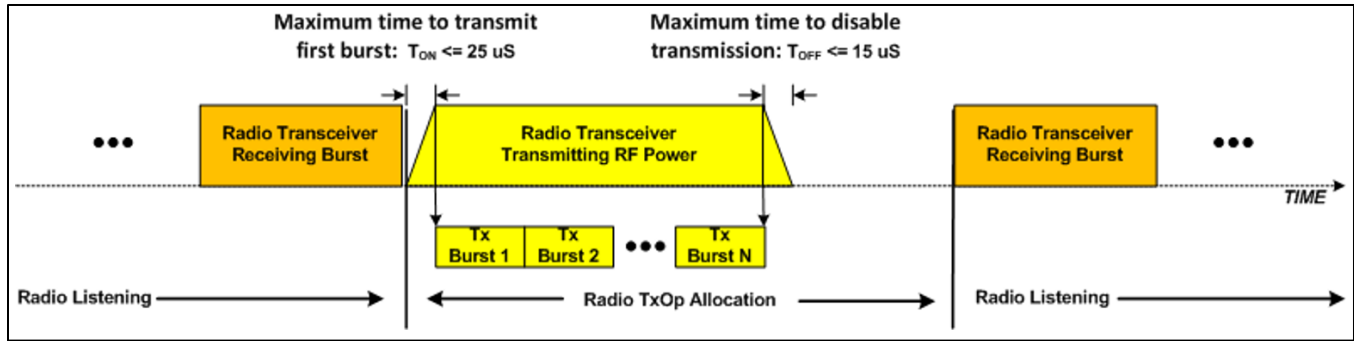 Maximum time to transmit
first burst: TON <= 25 uS
Maximum time to disable
transmission: TOFF <= 15 uS
•••
Radio Transceiver
Receiving Burst
Radio Transceiver
Transmitting RF Power
Radio Transceiver
Receiving Burst
•••
TIME
Tx
Burst 1
Tx
Burst 2
•••
Tx
Burst N
Radio Listening
Radio TxOp Allocation
Radio Listening